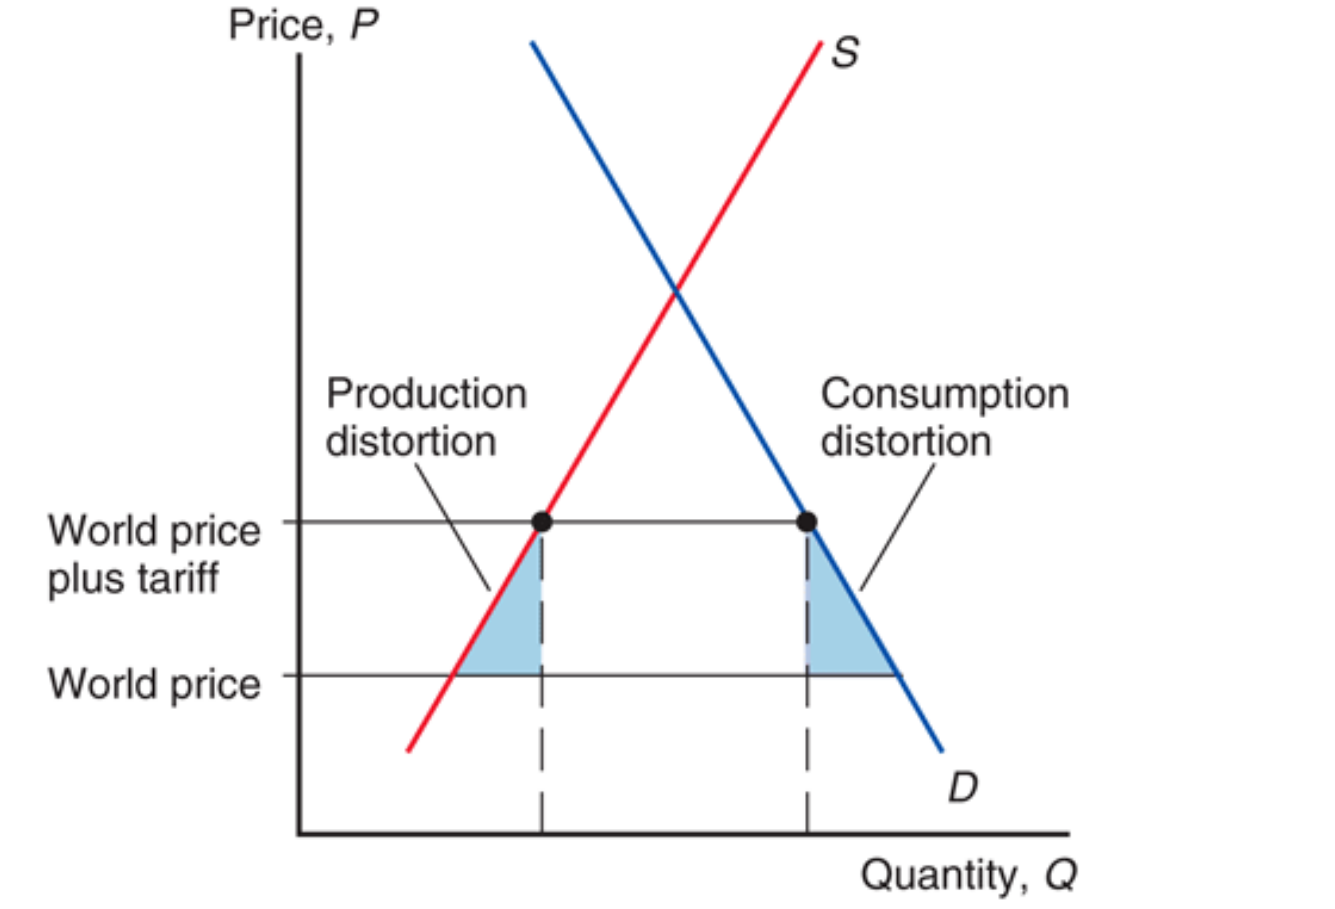 Price, P
S
Production
distortion
Consumption
distortion
World price
plus tariff
World price
D
Quantity, Q